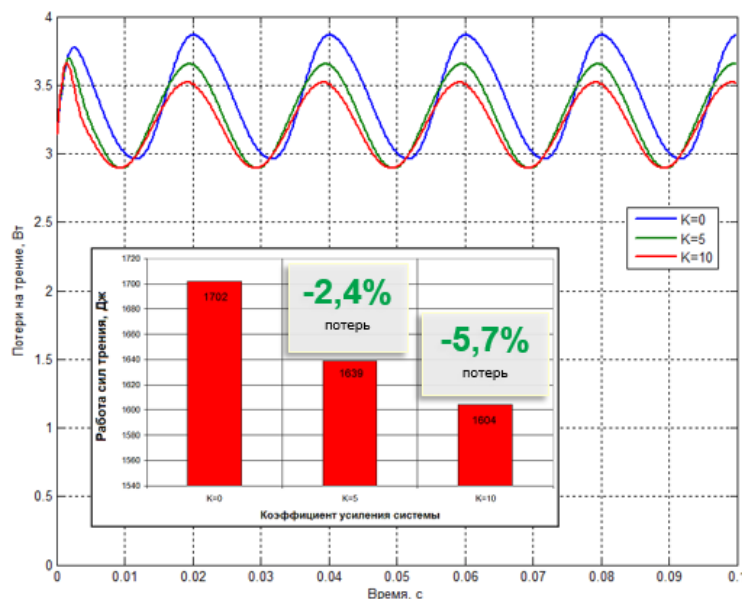 4
3.5
3
2.5
2
1.5
1
0.5
0
Потери на трение, Вт
K=0
K=5
K=10
1720
1700
1680
1660
1640
1620
1600
1580
1560
1540
Работа сил трения, Дж
1702
1639
1604
-2,4%
потерь
-5,7%
потерь
K=0 K=5 K=10
Коэффициент усиления системы
0 0.01 0.02 0.03 0.04 0.05 0.06 0.07 0.08 0.09 0.1
Время, с